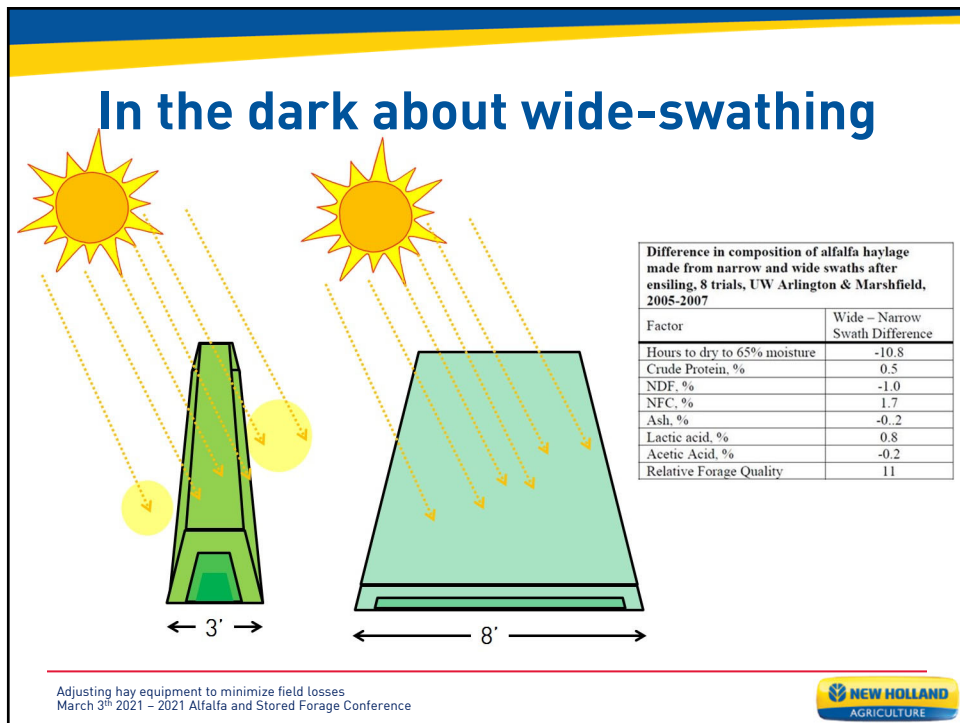 In the dark about wide-swathing
Difference in composition of alfalfa haylage
made from narrow and wide swaths after
ensiling, 8 trials, UW Arlington & Marshfield,
2005-2007
Factor
Wide – Narrow
Swath Difference
Hours to dry to 65% moisture -10.8
Crude Protein, % 0.5
NDF, % -1.0
NFC, % 1.7
Ash, % -0..2
Lactic acid, % 0.8
Acetic Acid, % -0.2
Relative Forage Quality 11
3'
8'
Adjusting hay equipment to minimize field losses
March 3th 2021 – 2021 Alfalfa and Stored Forage Conference
NEW HOLLAND
AGRICULTURE